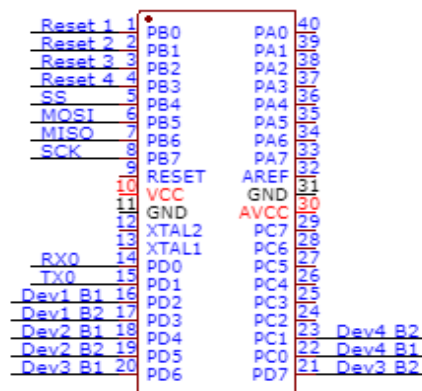 Reset 1 1 PB0 PA0 40
Reset 2 2 PB1 PA1 39
Reset 3 3 PB2 PA2 38
Reset 4 4 PB3 PA3 37
SS 5 PB4 PA4 36
MOSI 6 PB5 PA5 35
MISO 7 PB6 PA6 34
SCK 8 PB7 PA7 33
9 RESET AREF 32
10 VCC GND 31
11 GND AVCC 30
12 XTAL2 PC7 29
13 XTAL1 PC6 28
RX0 14 PD0 PC5 27
TX0 15 PD1 PC4 26
Dev1 B1 16 PD2 PC3 25
Dev1 B2 17 PD3 PC2 24
Dev2 B1 18 PD4 PC1 23 Dev4 B2
Dev2 B2 19 PD5 PC0 22 Dev4 B1
Dev3 B1 20 PD6 PD7 21 Dev3 B2